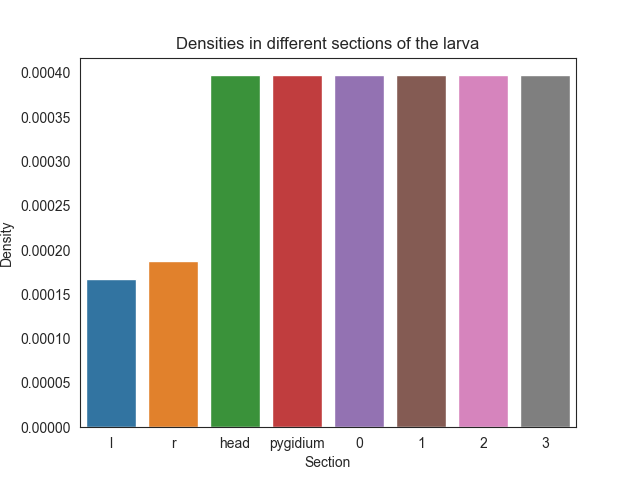 Densities in different sections of the larva
0.00040
0.00035
0.00030
0.00025
0.00020
0.00015
0.00010
0.00005
0.00000
Density
l r head pygidium 0 1 2 3
Section